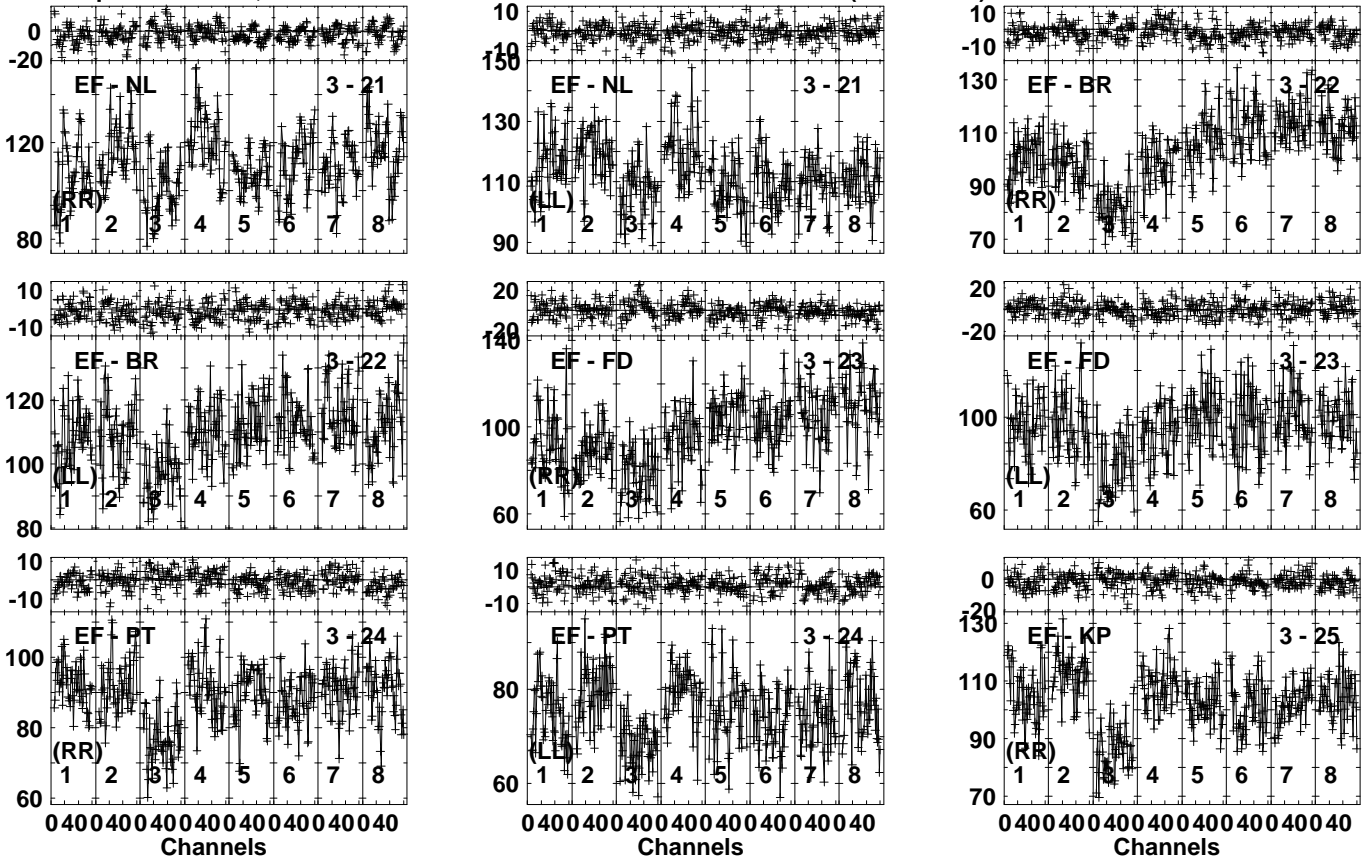 0
-20
EF - NL 3 - 21
120
(RR)
1 2 3 4 5 6 7 8
80
10
-10
150
EF - NL 3 - 21
130
110
(LL)
1 2 3 4 5 6 7 8
90
10
-10
EF - BR 3 - 22
130
110
90
(RR)
1 2 3 4 5 6 7 8
70
10
-10
EF - BR 3 - 22
120
100
(LL)
1 2 3 4 5 6 7 8
80
20
-20
140
EF - FD 3 - 23
100
(RR)
1 2 3 4 5 6 7 8
60
20
-20
EF - FD 3 - 23
100
(LL)
1 2 3 4 5 6 7 8
60
10
-10
EF - PT 3 - 24
100
80
(RR)
1 2 3 4 5 6 7 8
60
0 40 0 40 0 40 0 40 0 40 0 40 0 40 0 40
Channels
10
-10
EF - PT 3 - 24
80
(LL)
1 2 3 4 5 6 7 8
60
0 40 0 40 0 40 0 40 0 40 0 40 0 40 0 40
Channels
0
-20
130
EF - KP 3 - 25
110
90
(RR)
1 2 3 4 5 6 7 8
70
0 40 0 40 0 40 0 40 0 40 0 40 0 40 0 40
Channels